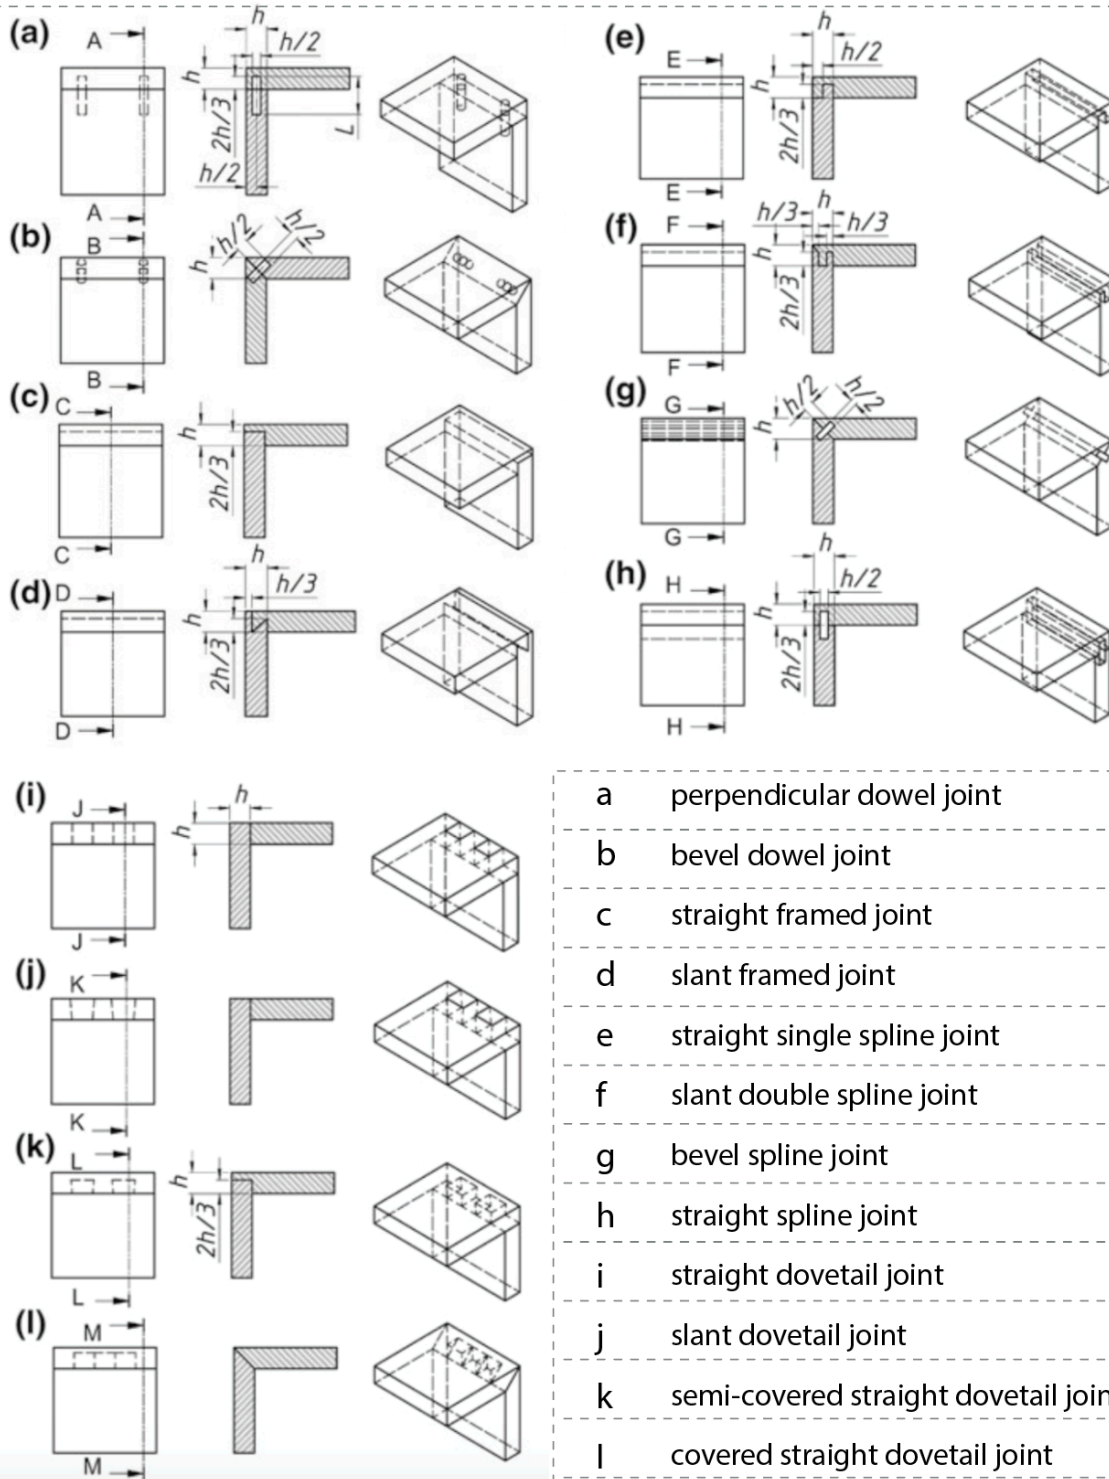 (a)
A
h
h/2
h
2h/3
L
h/2
A
(b)
B
h/2
h/2
h
B
(c)
C
h
2h/3
C
(d)
D
h
h/3
h
2h/3
D
(e)
E
h
h/2
h
2h/3
E
(f)
F
h/3
h
h/3
h
2h/3
F
(g)
G
h/2
h/2
h
G
(h)
H
h
h/2
h
2h/3
H
(i)
J
h
h
J
(j)
K
K
(k)
L
h
2h/3
L
(l)
M
M
a perpendicular dowel joint
b bevel dowel joint
c straight framed joint
d slant framed joint
e straight single spline joint
f slant double spline joint
g bevel spline joint
h straight spline joint
i straight dovetail joint
j slant dovetail joint
k semi-covered straight dovetail join
l covered straight dovetail joint